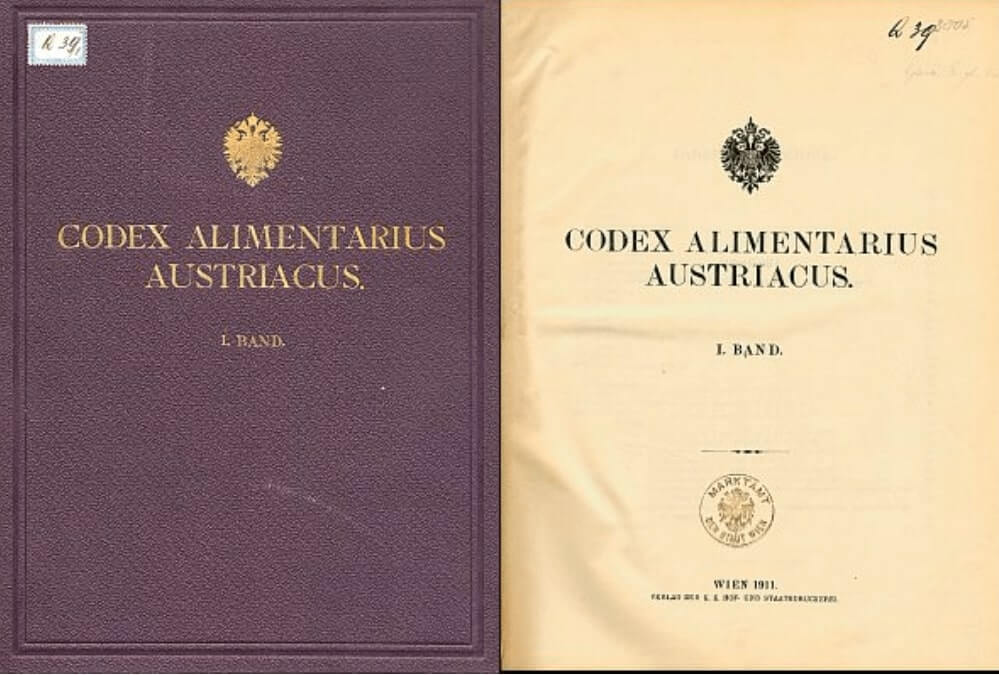 R 39,
CODEX ALIMENTARIUS
AUSTRIACUS.
I. BAND.
R 39
CODEX ALIMENTARIUS
AUSTRIACUS.
I. BAND.
MARKTAMT
DER STADT WIEN
WIEN 1911.
VERLAG DER K. K. HOF- UND STAATSDRUCKEREI.